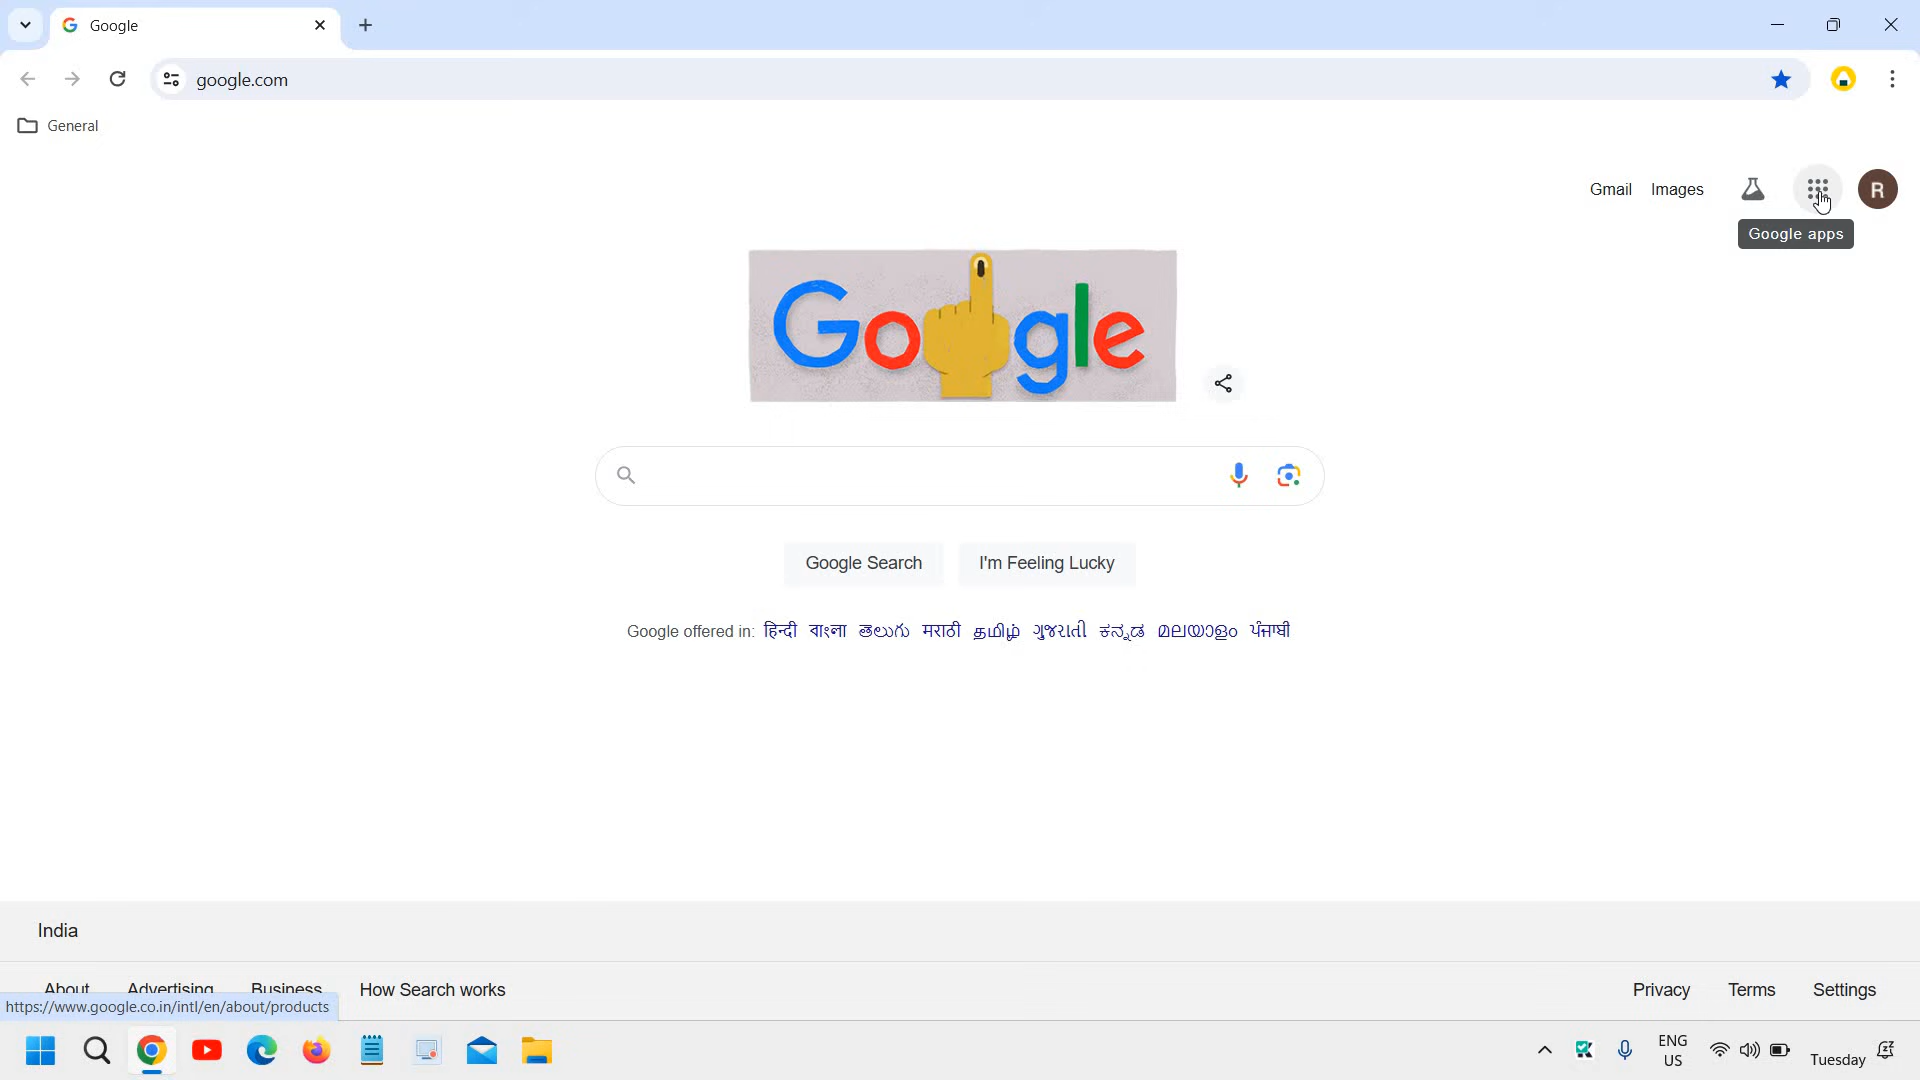 Google
google.com
General
Gmail Images
Google apps
R
Google
Google Search I'm Feeling Lucky
Google offered in: हिन्दी বাংলা తెలుగు मराठी தமிழ் ગુજરાતી ಕನ್ನಡ മലയാളം ਪੰਜਾਬੀ
India
About Advertising Business How Search works Privacy Terms Settings
https://www.google.co.in/intl/en/about/products
ENG
US
Tuesday